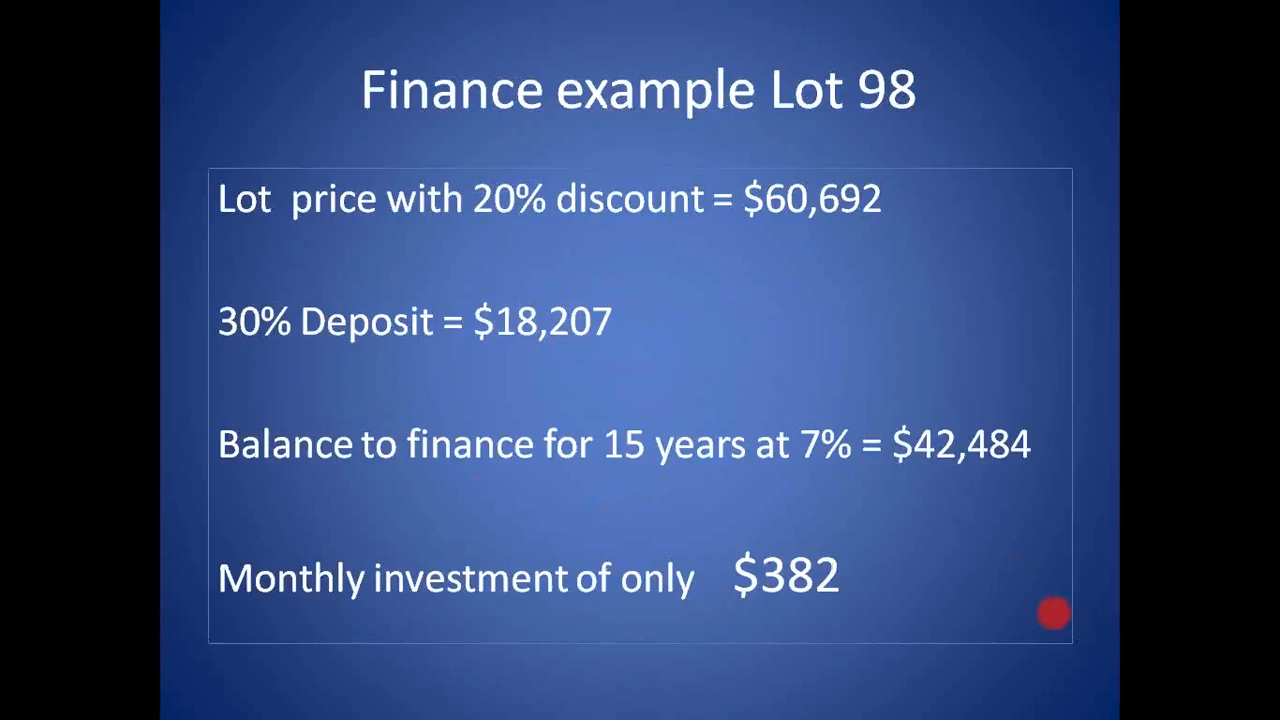 Finance example Lot 98
Lot price with 20% discount = $60,692
30% Deposit = $18,207
Balance to finance for 15 years at 7% = $42,484
Monthly investment of only $382